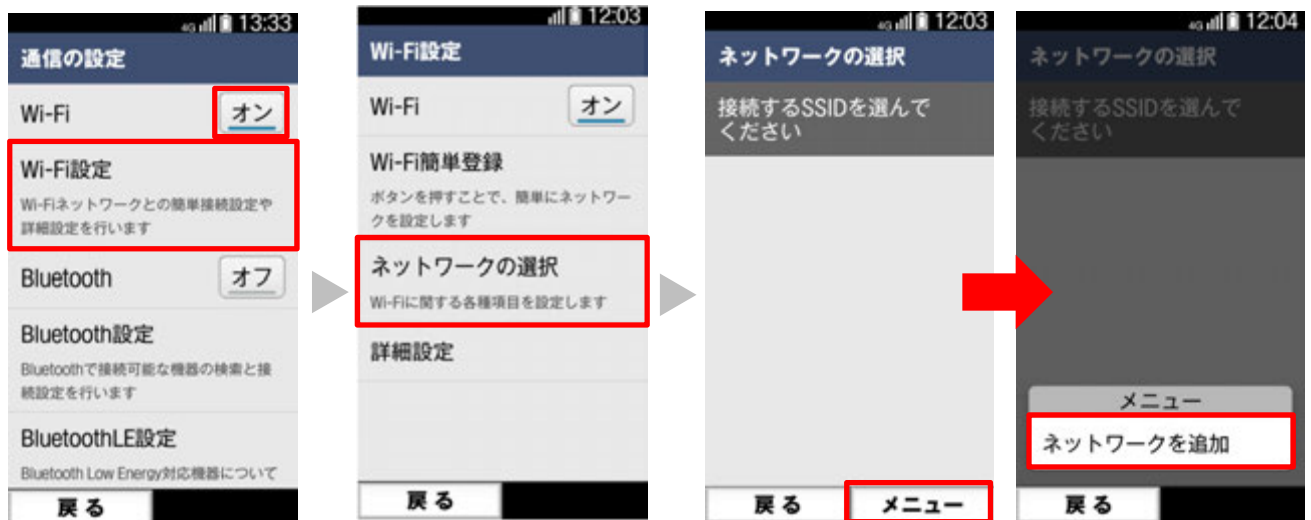 4G 13:33
通信の設定
Wi-Fi オン
Wi-Fi設定
Wi-Fiネットワークとの簡単接続設定や
詳細設定を行います
Bluetooth オフ
Bluetooth設定
Bluetoothで接続可能な機器の検索と接
続設定を行います
BluetoothLE設定
Bluetooth Low Energy対応機器について
戻る
12:03
Wi-Fi設定
Wi-Fi オン
Wi-Fi簡単登録
ボタンを押すことで、簡単にネットワー
クを設定します
ネットワークの選択
Wi-Fiに関する各種項目を設定します
詳細設定
戻る
4G 12:03
ネットワークの選択
接続するSSIDを選んで
ください
戻る メニュー
4G 12:04
ネットワークの選択
接続するSSIDを選んで
ください
メニュー
ネットワークを追加
戻る